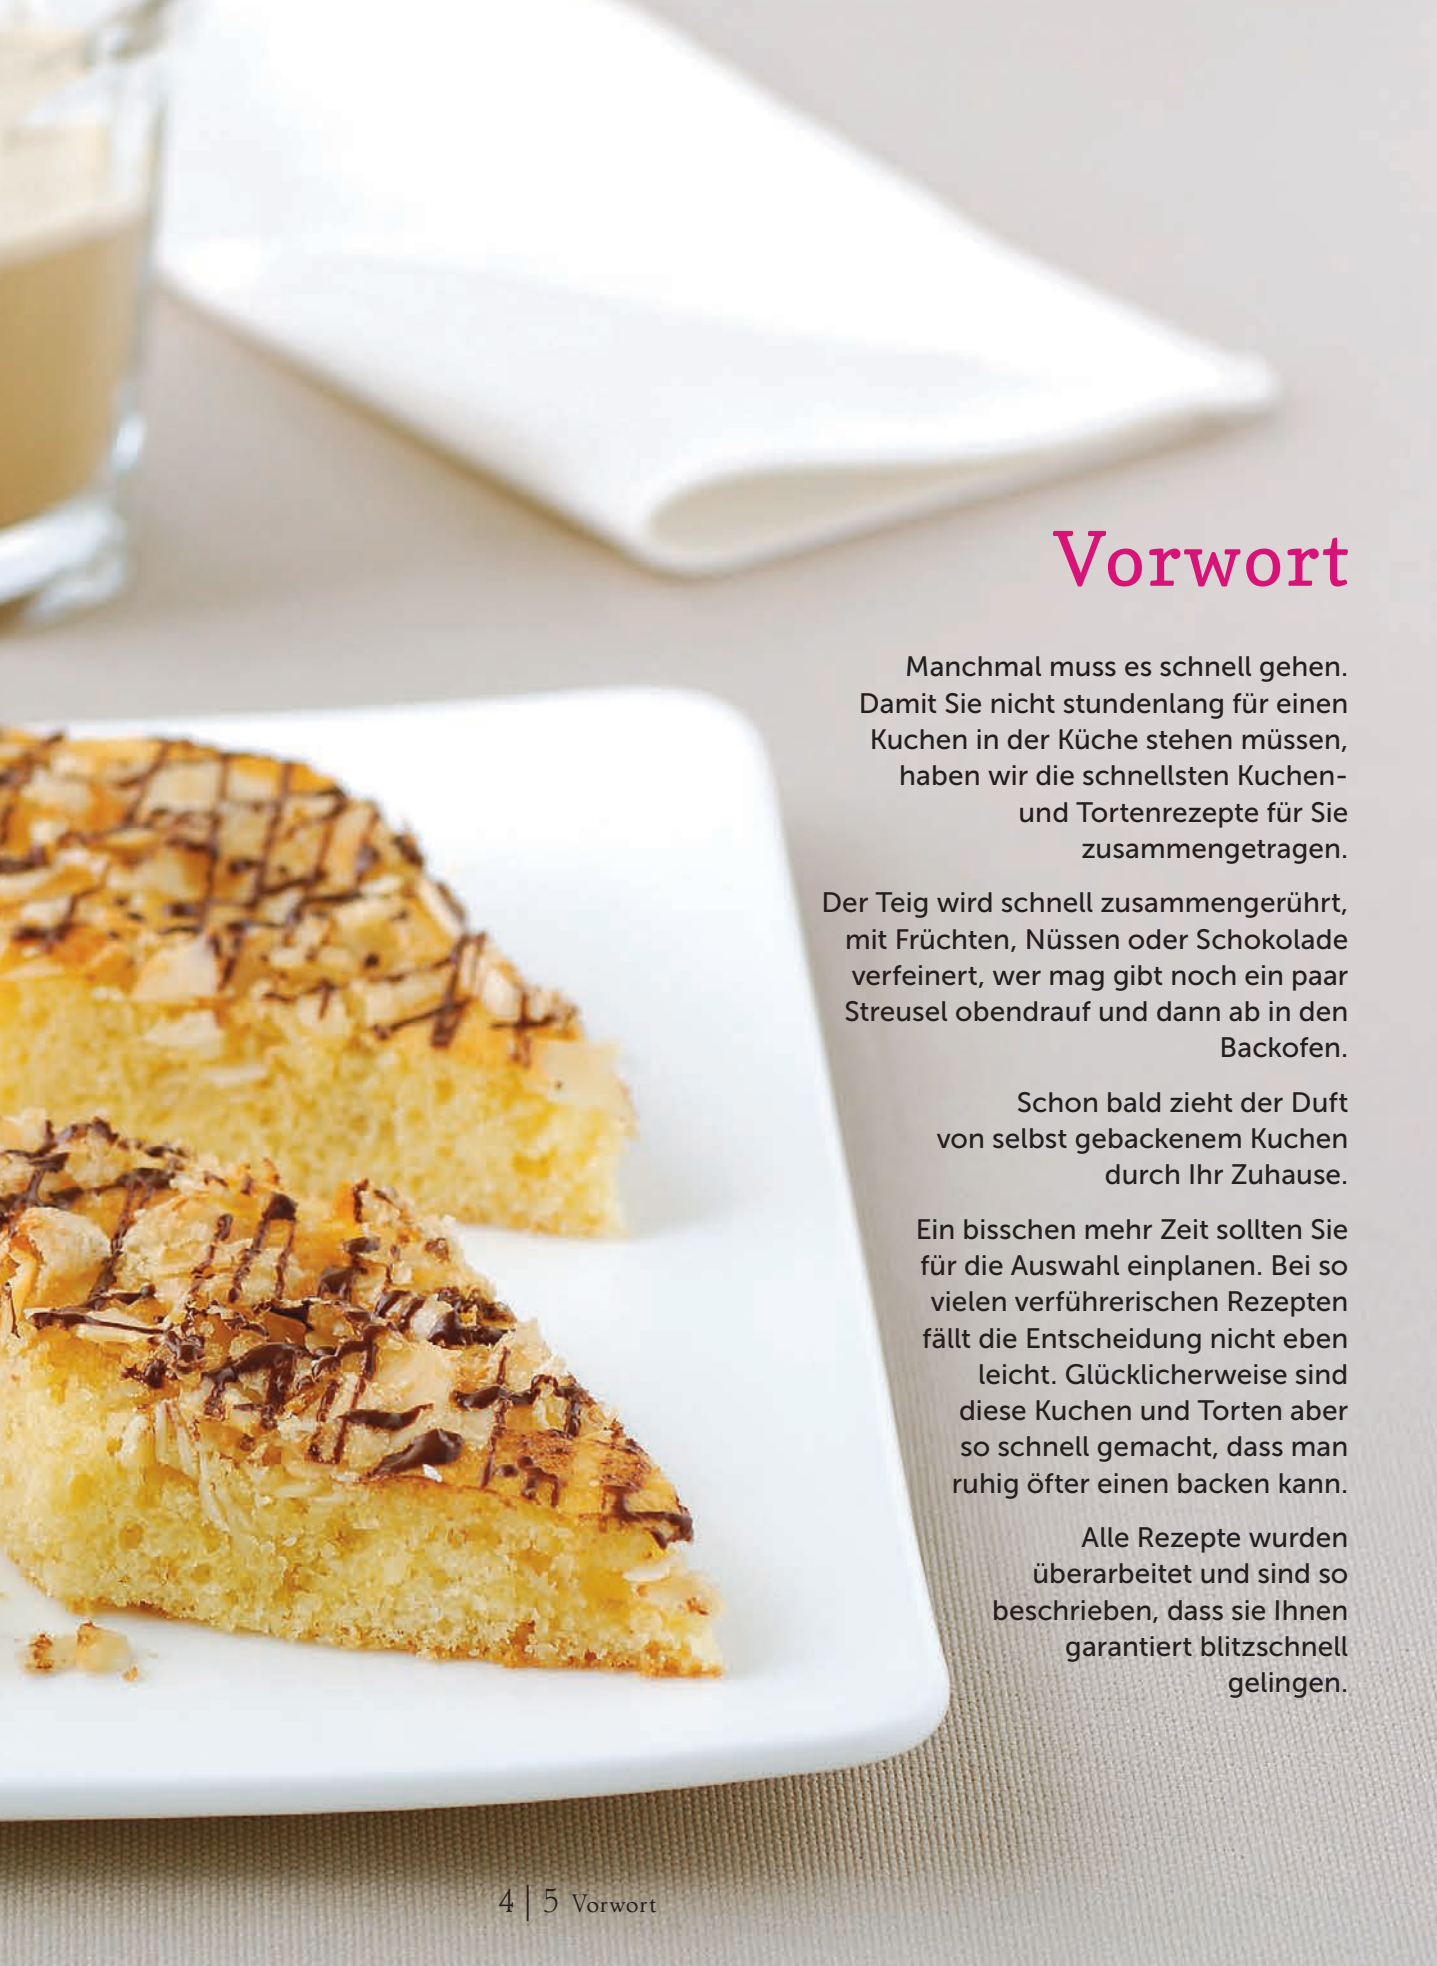 Vorwort
Manchmal muss es schnell gehen.
Damit Sie nicht stundenlang für einen
Kuchen in der Küche stehen müssen,
haben wir die schnellsten Kuchen-
und Tortenrezepte für Sie
zusammengetragen.
Der Teig wird schnell zusammengerührt,
mit Früchten, Nüssen oder Schokolade
verfeinert, wer mag gibt noch ein paar
Streusel obendrauf und dann ab in den
Backofen.
Schon bald zieht der Duft
von selbst gebackenem Kuchen
durch Ihr Zuhause.
Ein bisschen mehr Zeit sollten Sie
für die Auswahl einplanen. Bei so
vielen verführerischen Rezepten
fällt die Entscheidung nicht eben
leicht. Glücklicherweise sind
diese Kuchen und Torten aber
so schnell gemacht, dass man
ruhig öfter einen backen kann.
Alle Rezepte wurden
überarbeitet und sind so
beschrieben, dass sie Ihnen
garantiert blitzschnell
gelingen.
4 | 5 Vorwort